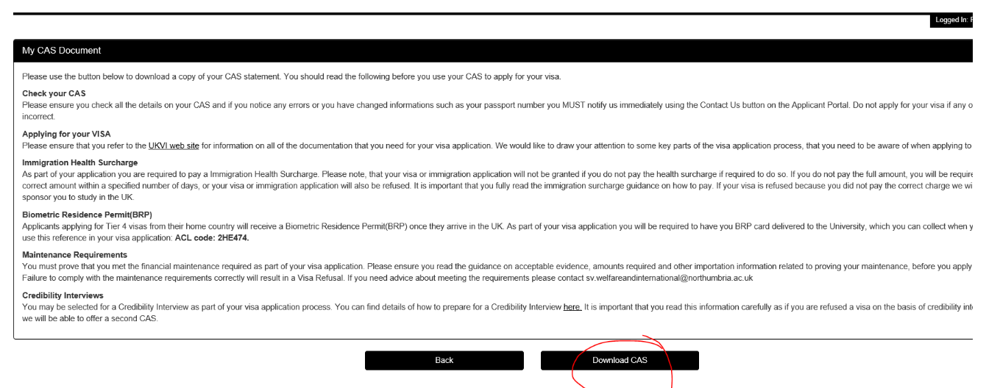 Logged In:
My CAS Document
Please use the button below to download a copy of your CAS statement. You should read the following before you use your CAS to apply for your visa.
Check your CAS
Please ensure you check all the details on your CAS and if you notice any errors or you have changed informations such as your passport number you MUST notify us immediately using the Contact Us button on the Applicant Portal. Do not apply for your visa if any
incorrect.
Applying for your VISA
Please ensure that you refer to the UKVI web site for information on all of the documentation that you need for your visa application. We would like to draw your attention to some key parts of the visa application process, that you need to be aware of when applying to
Immigration Health Surcharge
As part of your application you are required to pay a Immigration Health Surcharge. Please note, that your visa or immigration application will not be granted if you do not pay the health surcharge if required to do so. If you do not pay the full amount, you will be
correct amount within a specified number of days, or your visa or immigration application will also be refused. It is important that you fully read the immigration surcharge guidance on how to pay. If your visa is refused because you did not pay the correct charge we
sponsor you to study in the UK.
Biometric Residence Permit(BRP)
Applicants applying for Tier 4 visas from their home country will receive a Biometric Residence Permit(BRP) once they arrive in the UK. As part of your visa application you will be required to have you BRP card delivered to the University, which you can collect when
use this reference in your visa application: ACL code: 2HE474.
Maintenance Requirements
You must prove that you met the financial maintenance required as part of your visa application. Please ensure you read the guidance on acceptable evidence, amounts required and other importation information related to proving your maintenance, before you apply
Failure to comply with the maintenance requirements correctly will result in a Visa Refusal. If you need advice about meeting the requirements please contact sv.welfareandinternational@northumbria.ac.uk
Credibility Interviews
You may be selected for a Credibility Interview as part of your visa application process. You can find details of how to prepare for a Credibility Interview here. It is important that you read this information carefully as if you are refused a visa on the basis of credibility
we will be able to offer a second CAS.
Back
Download CAS